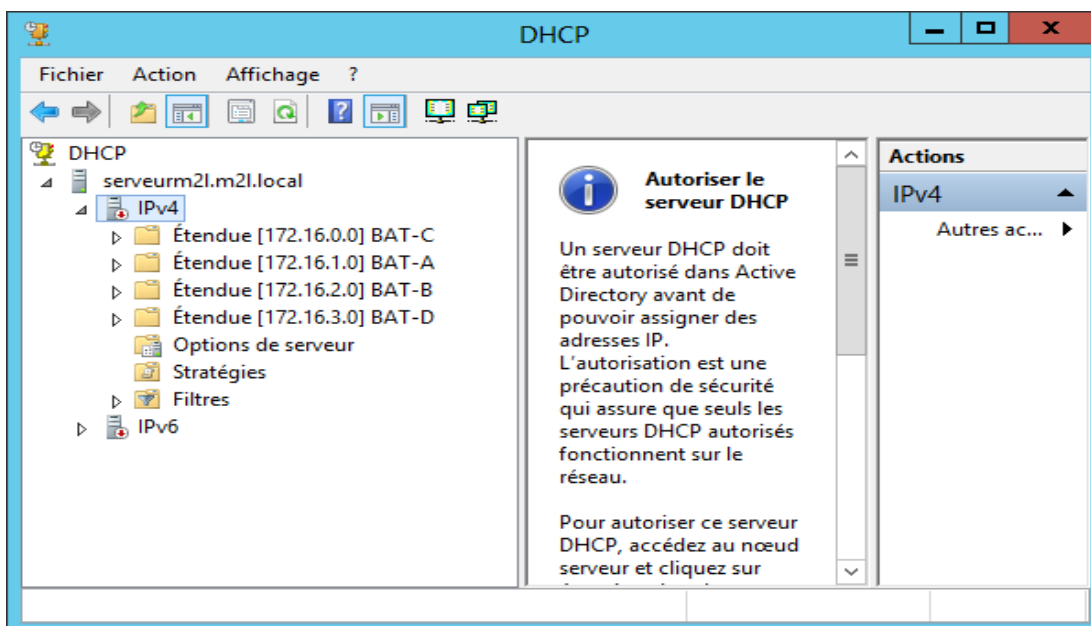 DHCP
Fichier Action Affichage ?
DHCP
serveurm2l.m2l.local
IPv4
Étendue [172.16.0.0] BAT-C
Étendue [172.16.1.0] BAT-A
Étendue [172.16.2.0] BAT-B
Étendue [172.16.3.0] BAT-D
Options de serveur
Stratégies
Filtres
IPv6
Autoriser le
serveur DHCP
Un serveur DHCP doit
être autorisé dans Active
Directory avant de
pouvoir assigner des
adresses IP.
L'autorisation est une
précaution de sécurité
qui assure que seuls les
serveurs DHCP autorisés
fonctionnent sur le
réseau.
Pour autoriser ce serveur
DHCP, accédez au nœud
serveur et cliquez sur
Actions
IPv4
Autres ac...